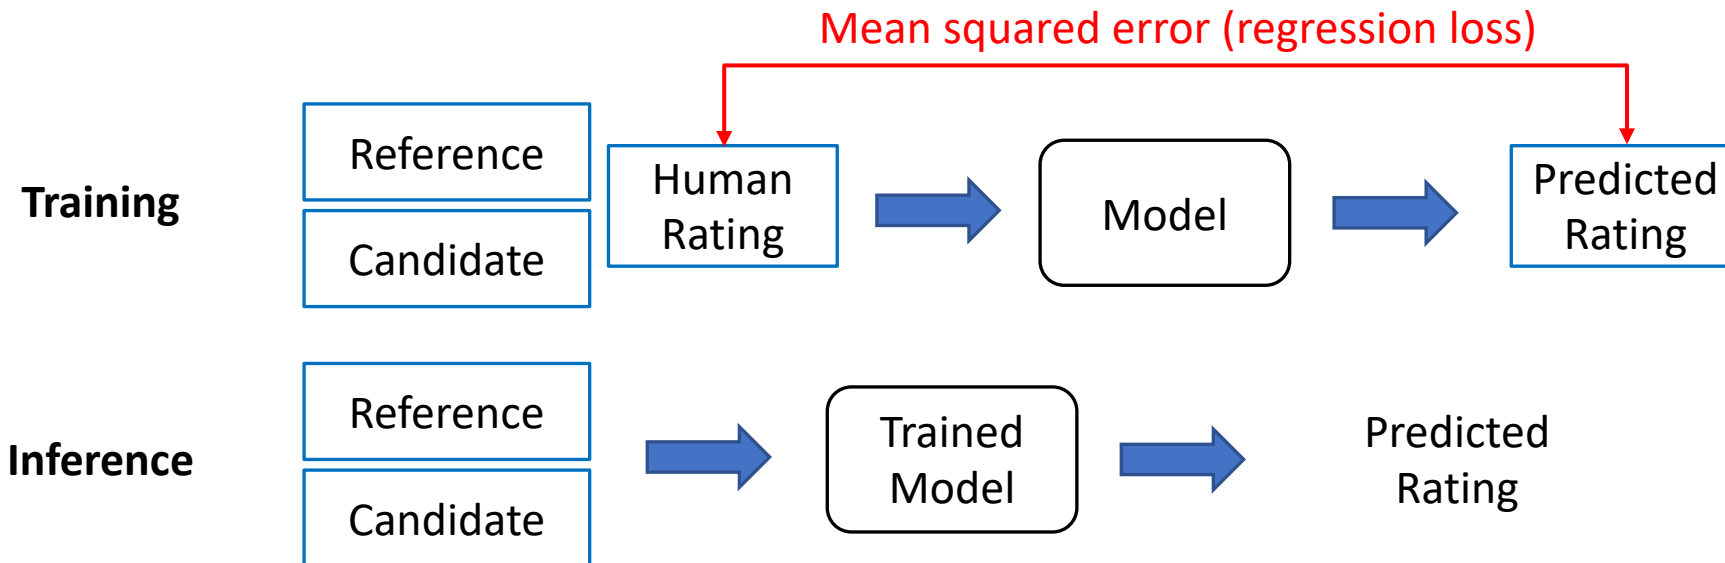 Mean squared error (regression loss)
Training
Reference
Candidate
Human
Rating
Model
Predicted
Rating
Inference
Reference
Candidate
Trained
Model
Predicted
Rating